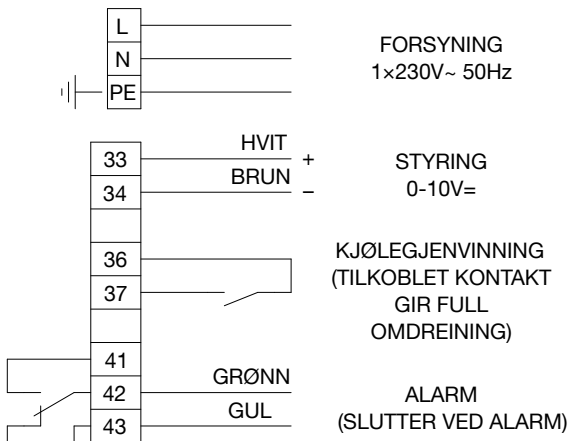 L
N
PE
FORSYNING
1×230V~ 50Hz
33 HVIT +
34 BRUN –
STYRING
0-10V=
36
37
KJØLEGJENVINNING
(TILKOBLET KONTAKT
GIR FULL
OMDREINING)
41
42 GRØNN
43 GUL
ALARM
(SLUTTER VED ALARM)